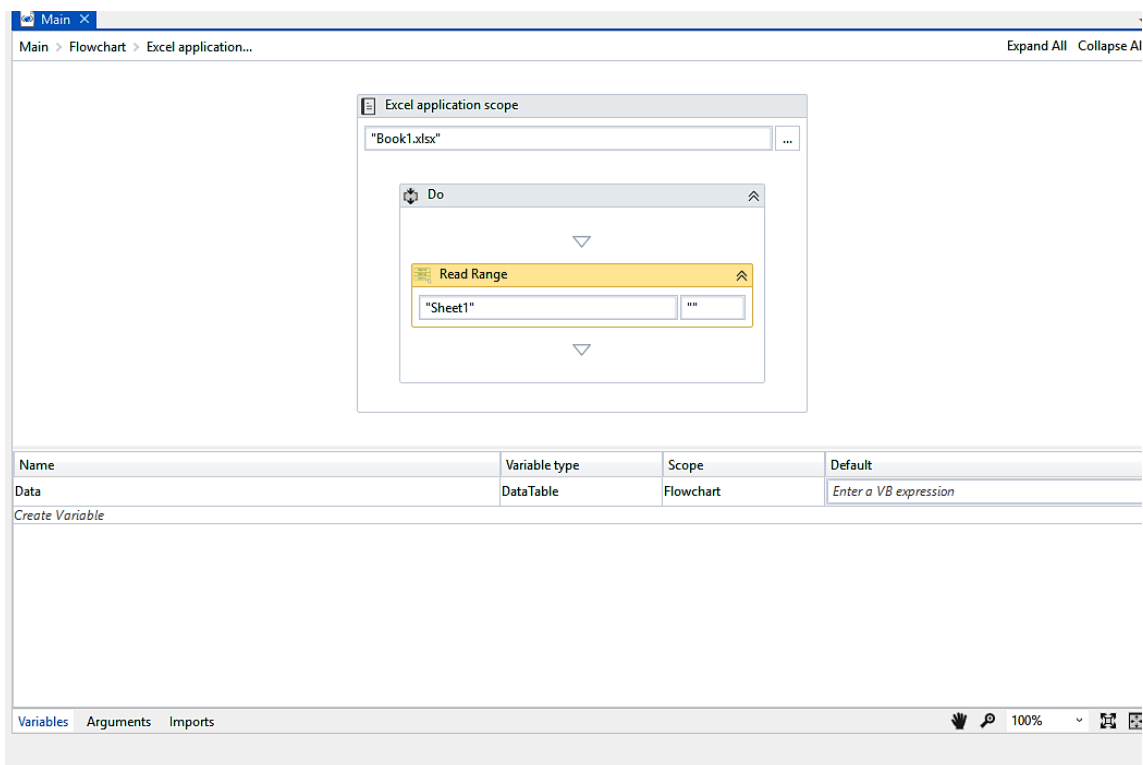 Main
Main > Flowchart > Excel application...
Expand All Collapse Al
Excel application scope
"Book1.xlsx" ...
Do
Read Range
"Sheet1" ""
Name Variable type Scope Default
Data DataTable Flowchart Enter a VB expression
Create Variable
Variables Arguments Imports 100%